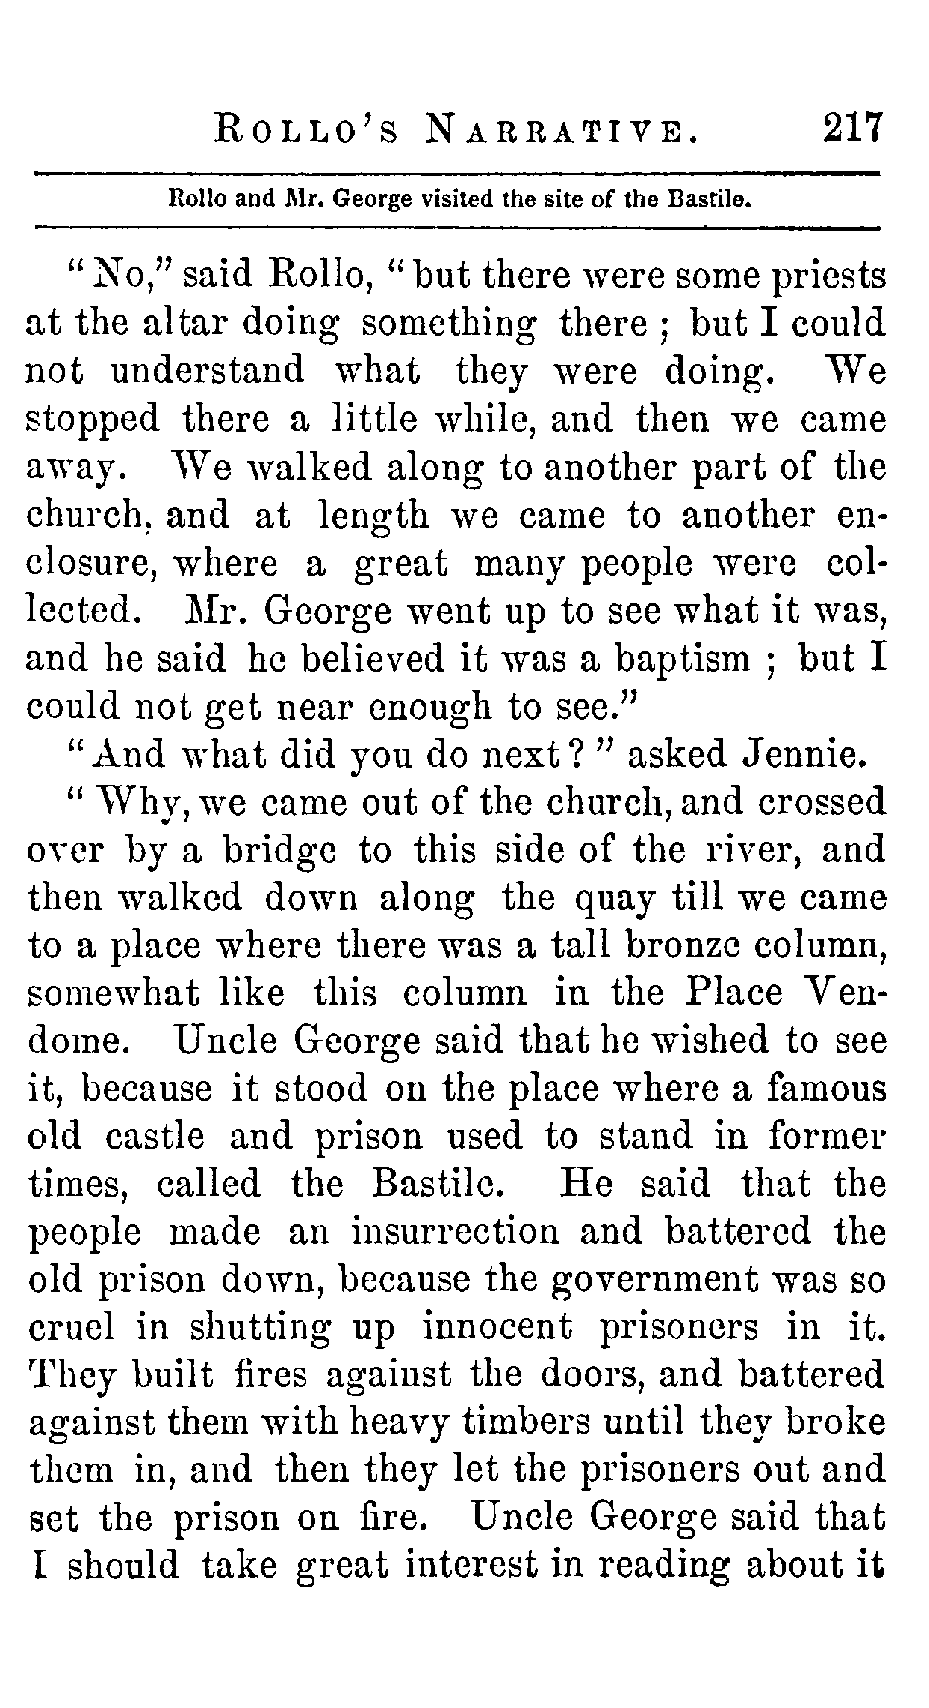 ROLLO'S NARRATIVE. 217
Rollo and Mr. George visited the site of the Bastile.
"No," said Rollo, "but there were some priests
at the altar doing something there; but I could
not understand what they were doing. We
stopped there a little while, and then we came
away. We walked along to another part of the
church, and at length we came to another en-
closure, where a great many people were col-
lected. Mr. George went up to see what it was,
and he said he believed it was a baptism; but I
could not get near enough to see."
"And what did you do next?" asked Jennie.
"Why, we came out of the church, and crossed
over by a bridge to this side of the river, and
then walked down along the quay till we came
to a place where there was a tall bronze column,
somewhat like this column in the Place Ven-
dome. Uncle George said that he wished to see
it, because it stood on the place where a famous
old castle and prison used to stand in former
times, called the Bastile. He said that the
people made an insurrection and battered the
old prison down, because the government was so
cruel in shutting up innocent prisoners in it.
They built fires against the doors, and battered
against them with heavy timbers until they broke
them in, and then they let the prisoners out and
set the prison on fire. Uncle George said that
I should take great interest in reading about it